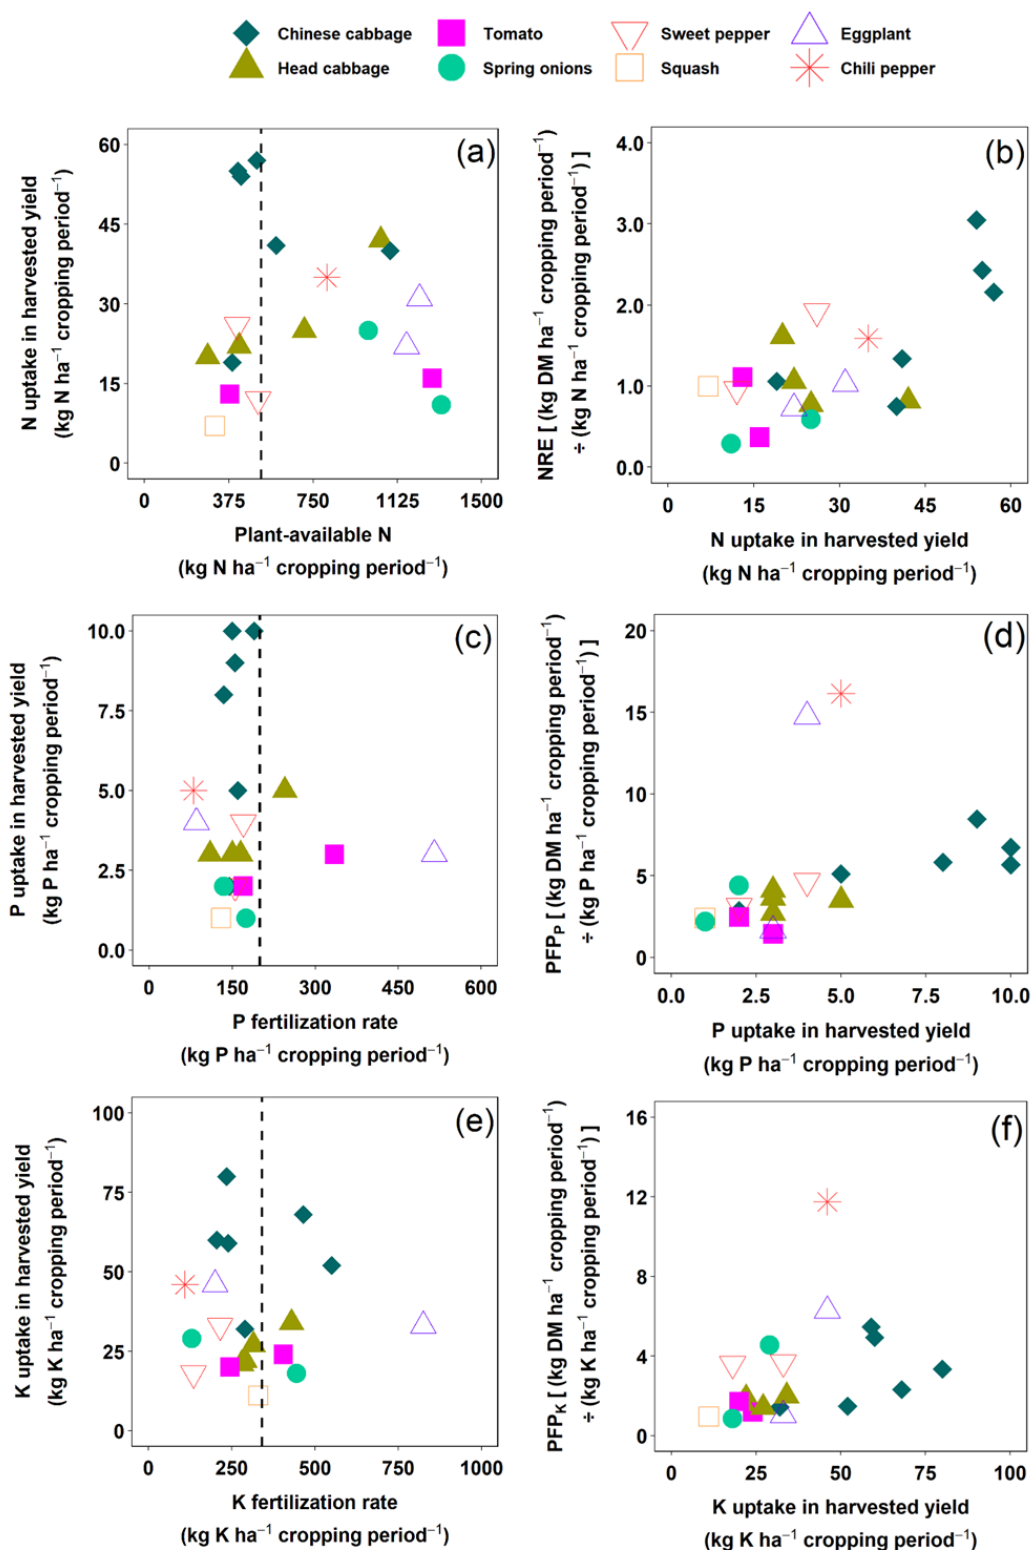 Chinese cabbage Tomato Sweet pepper Eggplant
Head cabbage Spring onions Squash Chili pepper
(a)
N uptake in harvested yield
(kg N ha⁻¹ cropping period⁻¹)
60
45
30
15
0
0 375 750 1125 1500
Plant-available N
(kg N ha⁻¹ cropping period⁻¹)
(b)
NRE [ (kg DM ha⁻¹ cropping period⁻¹)
÷ (kg N ha⁻¹ cropping period⁻¹) ]
4.0
3.0
2.0
1.0
0.0
0 15 30 45 60
N uptake in harvested yield
(kg N ha⁻¹ cropping period⁻¹)
(c)
P uptake in harvested yield
(kg P ha⁻¹ cropping period⁻¹)
10.0
7.5
5.0
2.5
0.0
0 150 300 450 600
P fertilization rate
(kg P ha⁻¹ cropping period⁻¹)
(d)
PFPP [ (kg DM ha⁻¹ cropping period⁻¹)
÷ (kg P ha⁻¹ cropping period⁻¹) ]
20
15
10
5
0
0.0 2.5 5.0 7.5 10.0
P uptake in harvested yield
(kg P ha⁻¹ cropping period⁻¹)
(e)
K uptake in harvested yield
(kg K ha⁻¹ cropping period⁻¹)
100
75
50
25
0
0 250 500 750 1000
K fertilization rate
(kg K ha⁻¹ cropping period⁻¹)
(f)
PFPK [ (kg DM ha⁻¹ cropping period⁻¹)
÷ (kg K ha⁻¹ cropping period⁻¹) ]
16
12
8
4
0
0 25 50 75 100
K uptake in harvested yield
(kg K ha⁻¹ cropping period⁻¹)